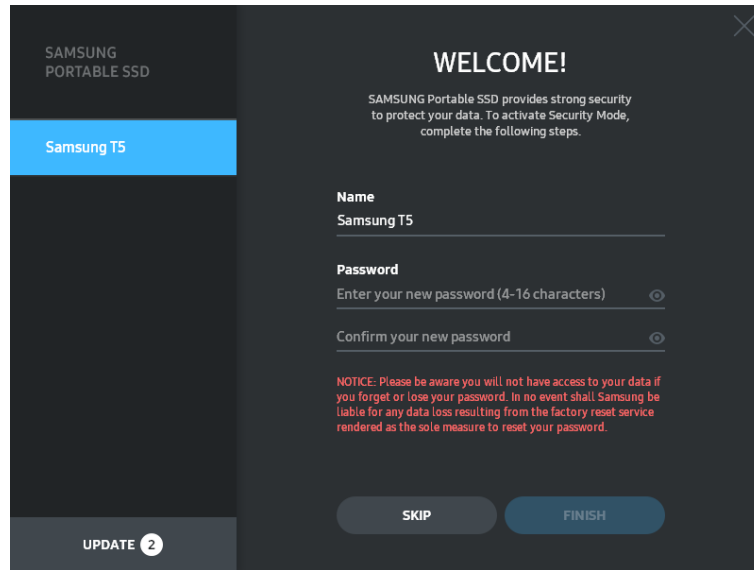 SAMSUNG
PORTABLE SSD
Samsung T5
UPDATE 2
WELCOME!
SAMSUNG Portable SSD provides strong security
to protect your data. To activate Security Mode,
complete the following steps.
Name
Samsung T5
Password
Enter your new password (4-16 characters)
Confirm your new password
NOTICE: Please be aware you will not have access to your data if
you forget or lose your password. In no event shall Samsung be
liable for any data loss resulting from the factory reset service
rendered as the sole measure to reset your password.
SKIP
FINISH